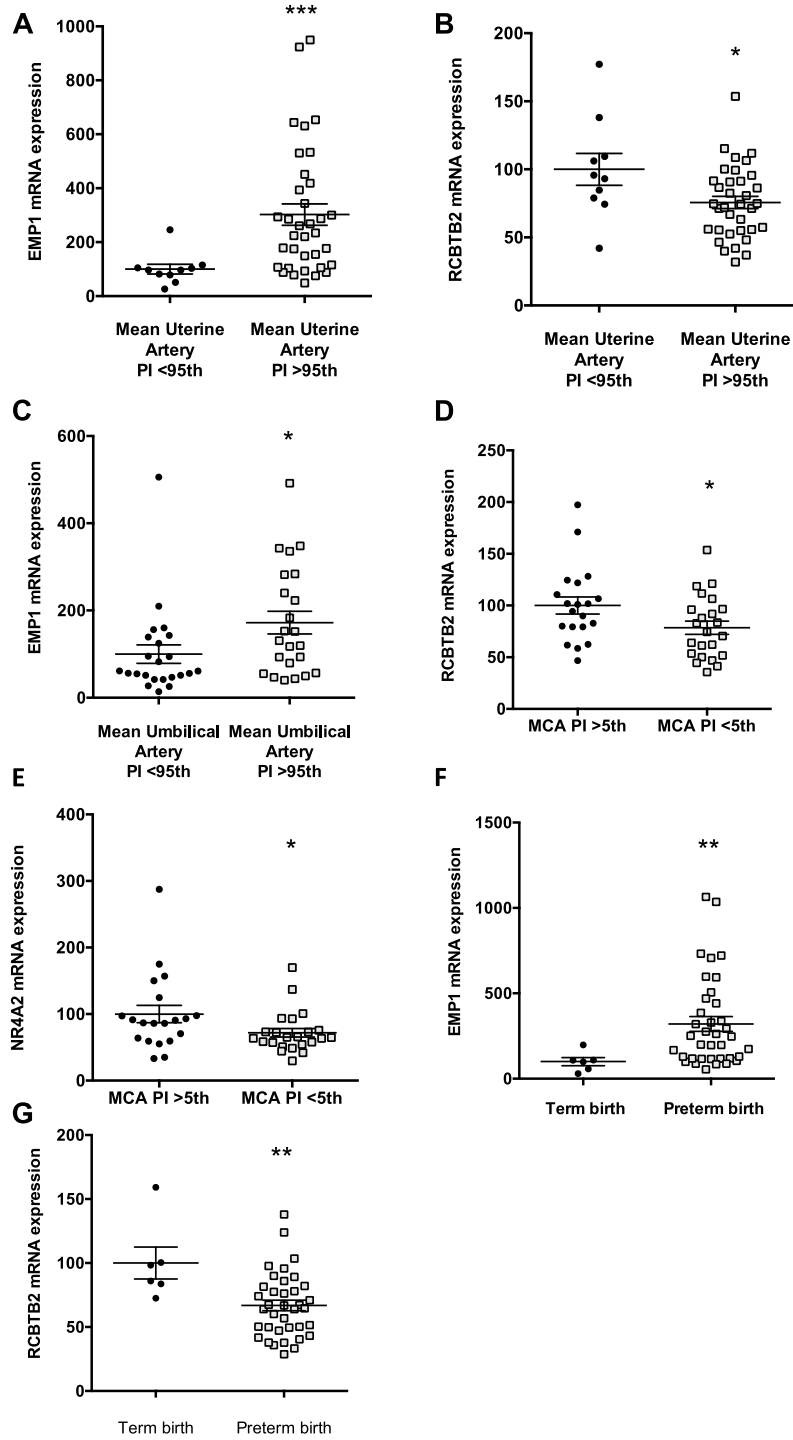 A
***
EMP1 mRNA expression
1000
800
600
400
200
0
Mean Uterine
Artery
PI <95th
Mean Uterine
Artery
PI >95th
B
*
RCBTB2 mRNA expression
200
150
100
50
0
Mean Uterine
Artery
PI <95th
Mean Uterine
Artery
PI >95th
C
*
EMP1 mRNA expression
600
400
200
0
Mean Umbilical
Artery
PI <95th
Mean Umbilical
Artery
PI >95th
D
*
RCBTB2 mRNA expression
250
200
150
100
50
0
MCA PI >5th
MCA PI <5th
E
*
NR4A2 mRNA expression
400
300
200
100
0
MCA PI >5th
MCA PI <5th
F
**
EMP1 mRNA expression
1500
1000
500
0
Term birth
Preterm birth
G
**
RCBTB2 mRNA expression
200
150
100
50
0
Term birth
Preterm birth